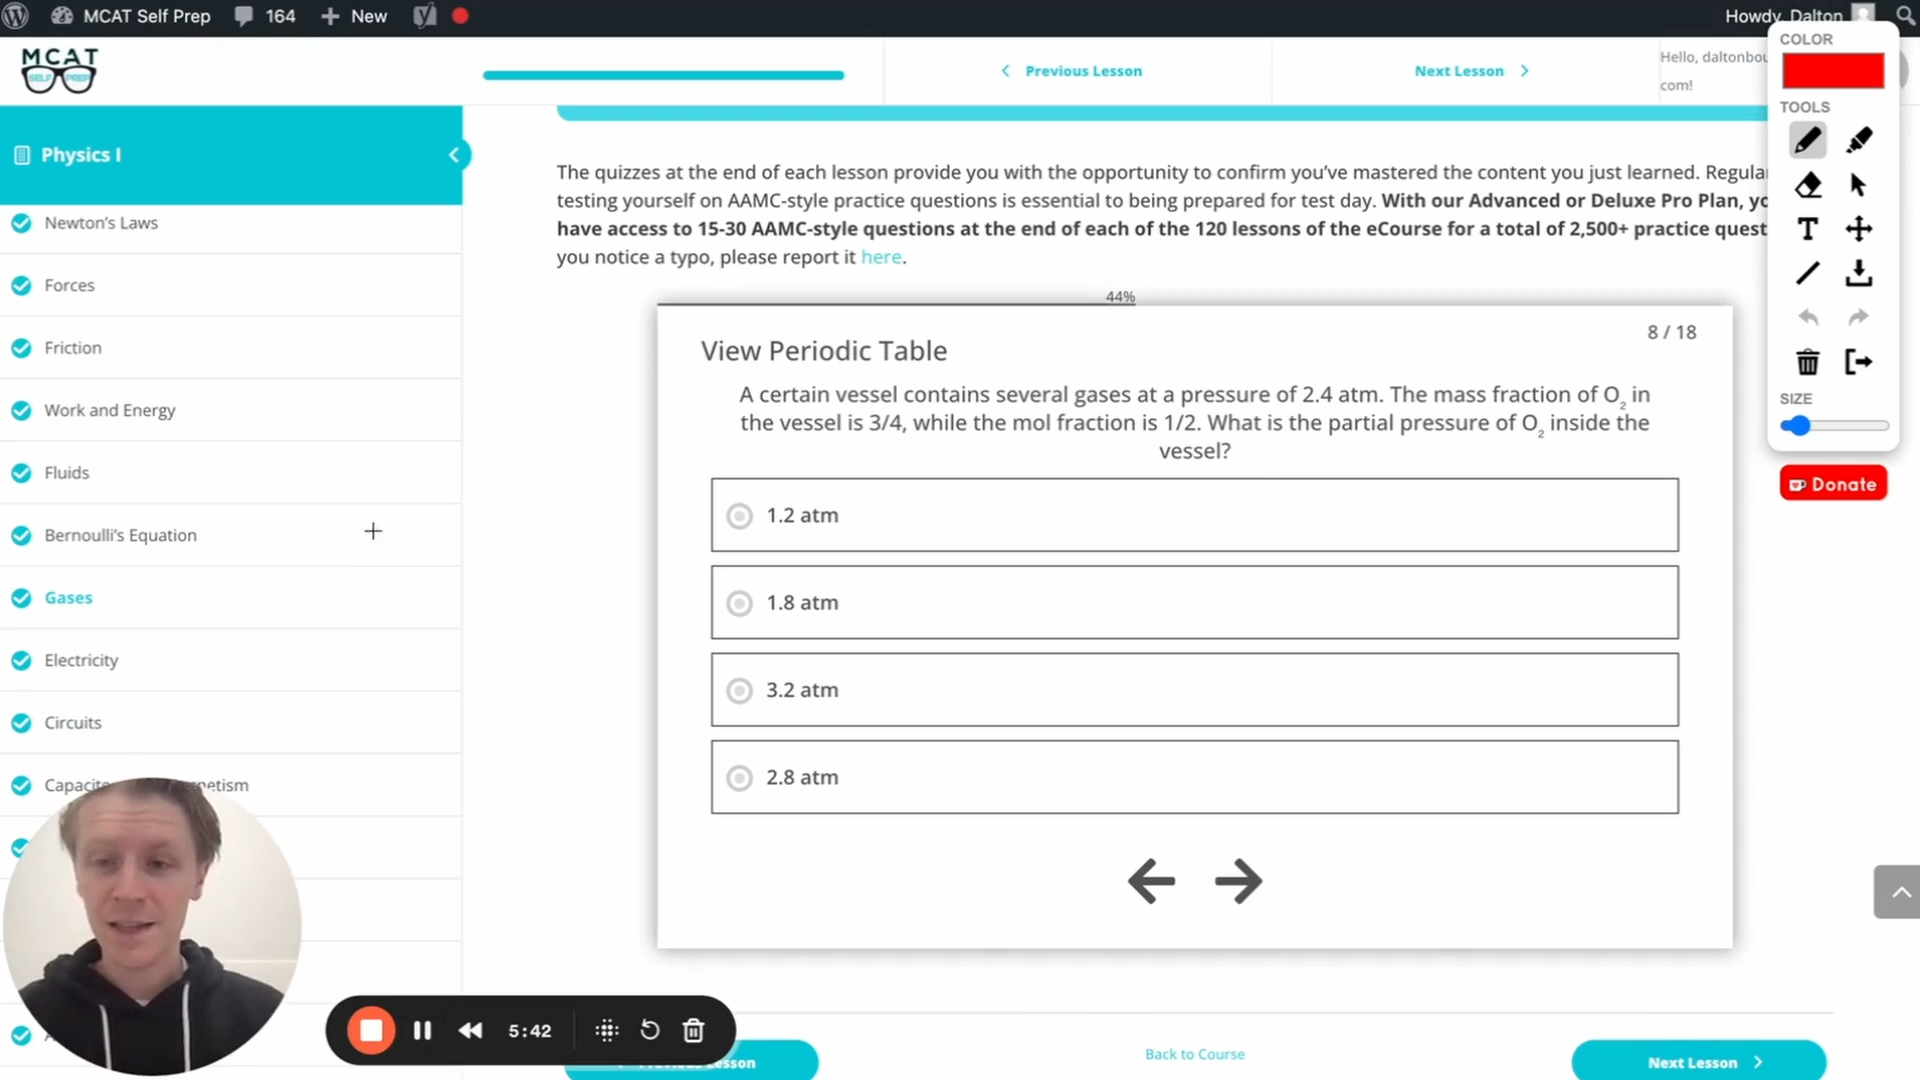 MCAT Self Prep 164 New Howdy, Dalton
MCAT
SELF PREP
Previous Lesson
Next Lesson
Hello, daltonbou
com!
COLOR
TOOLS
SIZE
Donate
Physics I
Newton's Laws
Forces
Friction
Work and Energy
Fluids
Bernoulli's Equation
Gases
Electricity
Circuits
netism
The quizzes at the end of each lesson provide you with the opportunity to confirm you've mastered the content you just learned. Regular
testing yourself on AAMC-style practice questions is essential to being prepared for test day. With our Advanced or Deluxe Pro Plan, yo
have access to 15-30 AAMC-style questions at the end of each of the 120 lessons of the eCourse for a total of 2,500+ practice quest
you notice a typo, please report it here.
44%
8 / 18
View Periodic Table
A certain vessel contains several gases at a pressure of 2.4 atm. The mass fraction of O₂ in
the vessel is 3/4, while the mol fraction is 1/2. What is the partial pressure of O₂ inside the
vessel?
1.2 atm
1.8 atm
3.2 atm
2.8 atm
5:42
Lesson
Back to Course
Next Lesson